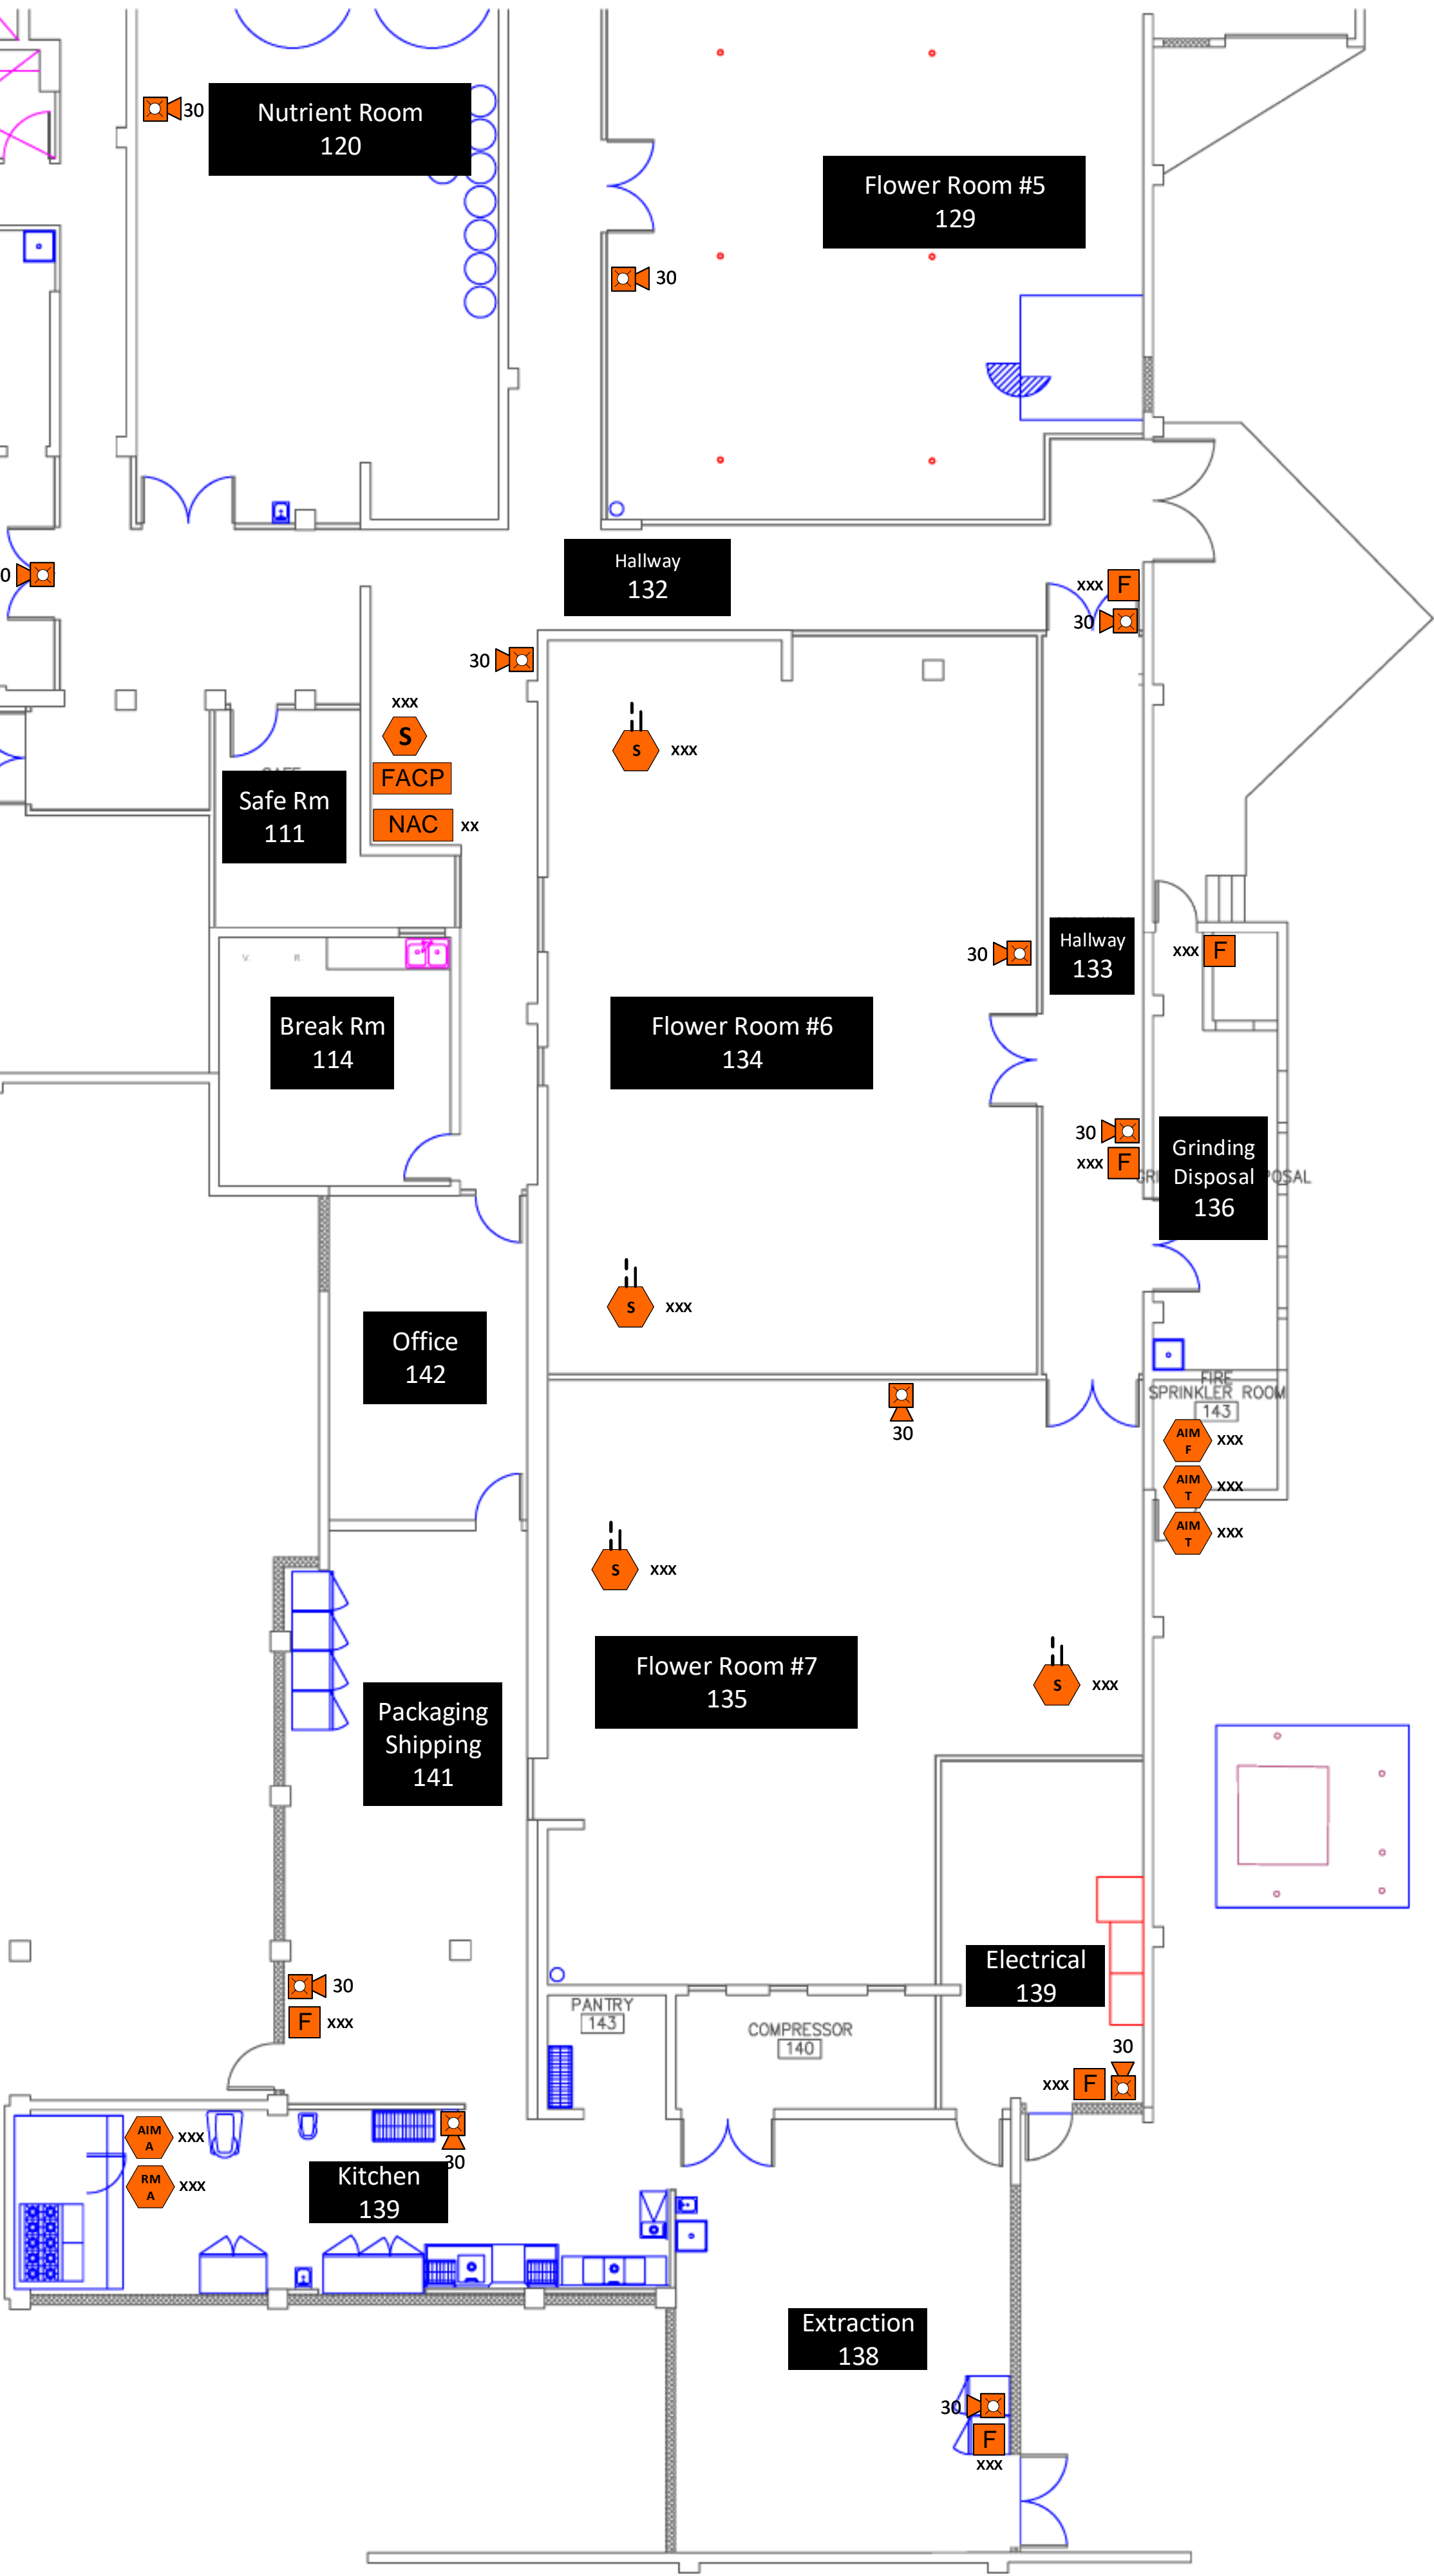 30
Nutrient Room
120
Flower Room #5
129
30
Hallway
132
0
xxx
F
30
30
xxx
S
FACP
NAC
xx
S
xxx
Safe Rm
111
Hallway
133
30
xxx
F
V.
R.
Break Rm
114
Flower Room #6
134
30
xxx
F
Grinding
Disposal
136
S
xxx
Office
142
FIRE
SPRINKLER ROOM
143
30
AIM
F
xxx
AIM
T
xxx
AIM
T
xxx
S
xxx
Flower Room #7
135
S
xxx
Packaging
Shipping
141
Electrical
139
30
F
xxx
PANTRY
143
COMPRESSOR
140
30
xxx
F
AIM
A
xxx
RM
A
xxx
30
Kitchen
139
Extraction
138
30
F
xxx